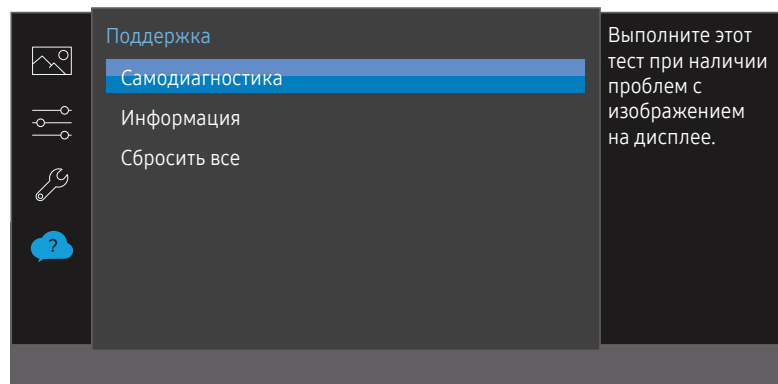 Поддержка
Самодиагностика
Информация
Сбросить все
Выполните этот
тест при наличии
проблем с
изображением
на дисплее.
?